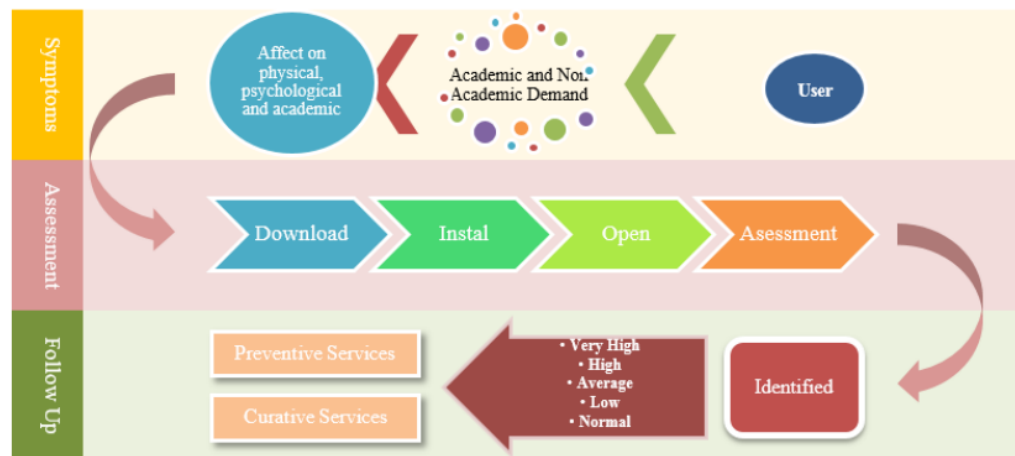 Symptoms
Affect on
physical,
psychological
and academic
Academic and Non
Academic Demand
User
Assessment
Download
Instal
Open
Asessment
Follow Up
Preventive Services
Curative Services
• Very High
• High
• Average
• Low
• Normal
Identified